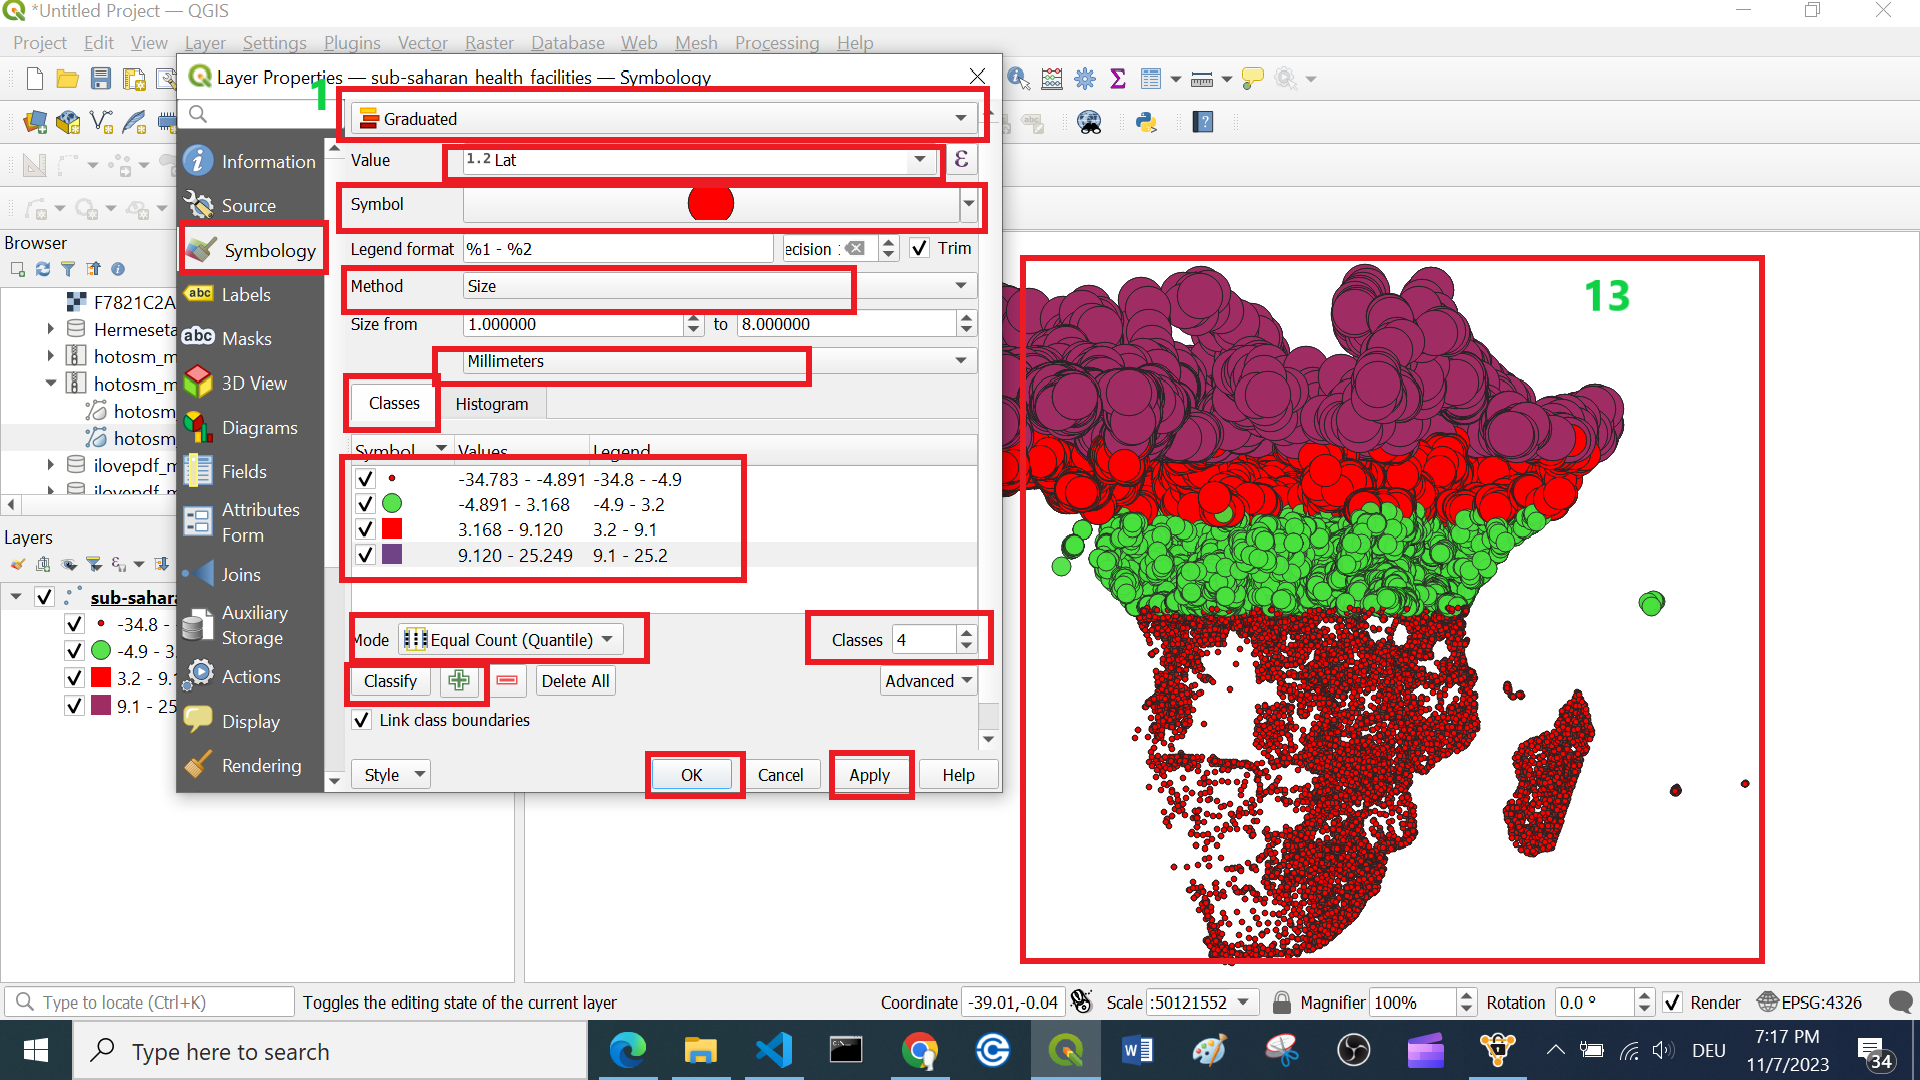 *Untitled Project — QGIS
Project Edit View Layer Settings Plugins Vector Raster Database Web Mesh Processing Help
Layer Properties — sub-saharan health facilities — Symbology
1
Graduated
Information
Value
1.2 Lat
ε
Source
Symbol
Symbology
Legend format
%1 - %2
ecision
Trim
Browser
Labels
abc
Method
Size
13
F7821C2A
Masks
abc
Size from
1.000000
to
8.000000
Hermeseta
hotosm_m
Millimeters
hotosm_m
3D View
Classes
Histogram
hotosm
Diagrams
hotosm
Symbol
Values
Legend
ilovepdf_m
Fields
-34.783 - -4.891
-34.8 - -4.9
ilovepdf_m
-4.891 - 3.168
-4.9 - 3.2
Attributes
Form
3.168 - 9.120
3.2 - 9.1
Layers
9.120 - 25.249
9.1 - 25.2
Joins
sub-sahara
Auxiliary
Storage
-34.8 -
Mode
Equal Count (Quantile)
Classes
4
-4.9 - 3.
3.2 - 9.1
Actions
Classify
Delete All
Advanced
9.1 - 25
Display
Link class boundaries
Rendering
Style
OK
Cancel
Apply
Help
Type to locate (Ctrl+K)
Toggles the editing state of the current layer
Coordinate
-39.01,-0.04
Scale
:50121552
Magnifier
100%
Rotation
0.0 °
Render
EPSG:4326
Type here to search
DEU
7:17 PM
11/7/2023
34